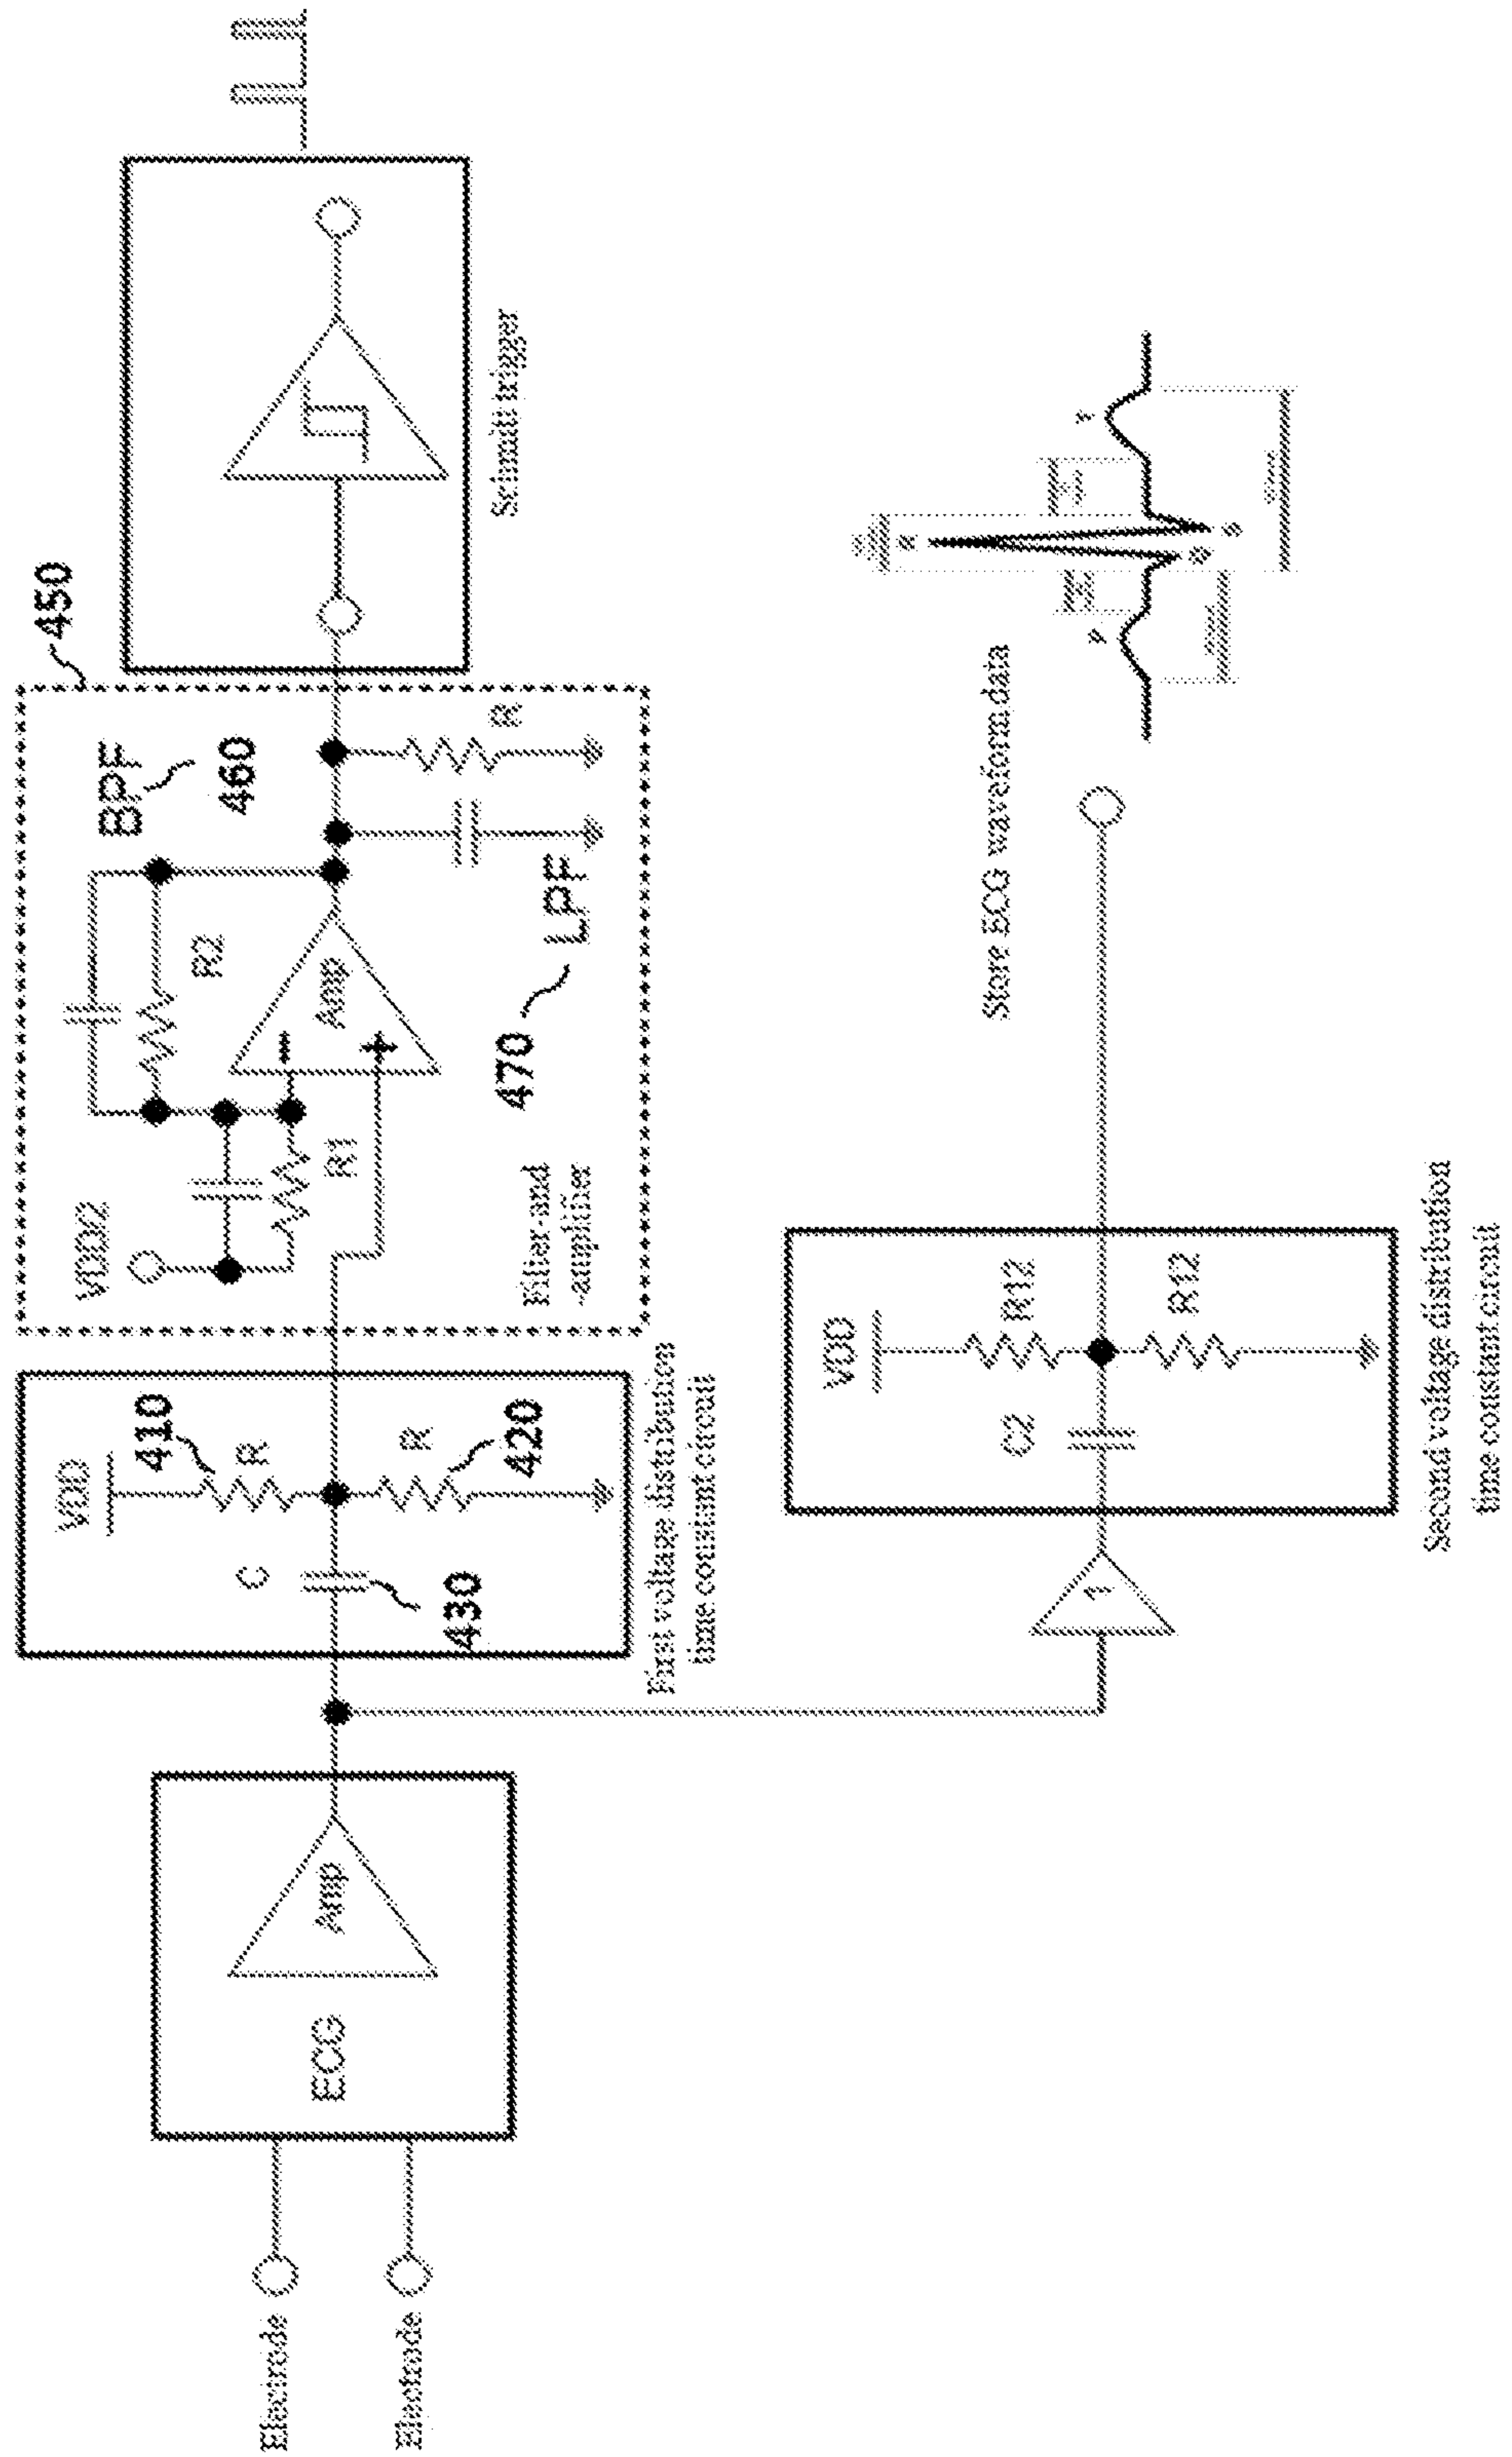 Electrode
Electrode
ECG
Amp
VDD
410
R
C
R
420
430
First voltage distribution
time constant circuit
450
VDD/2
R1
R2
BPF
460
Amp
-
+
470
LPF
R
Filter and
amplifier
Schmitt trigger
1
VDD
R12
C2
R12
Second voltage distribution
time constant circuit
Store ECG waveform data
P
Q
R
S
T